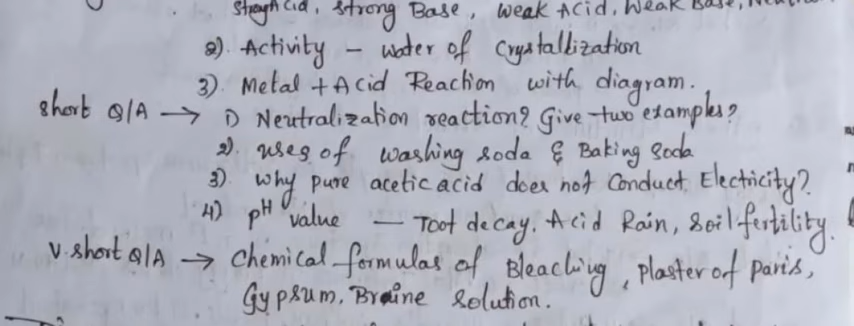 Strong Acid, Strong Base, Weak Acid, Weak Base,
2). Activity - water of Crystallization
3). Metal + Acid Reaction with diagram.
Short Q/A → 1) Neutralization reaction? Give two examples?
2). uses of washing soda & Baking Soda
3) why pure acetic acid does not Conduct Electricity?
4) pH value - Toot decay, Acid Rain, Soil fertility.
V.short Q/A → Chemical formulas of Bleaching, plaster of paris,
Gypsum, Braine Solution.